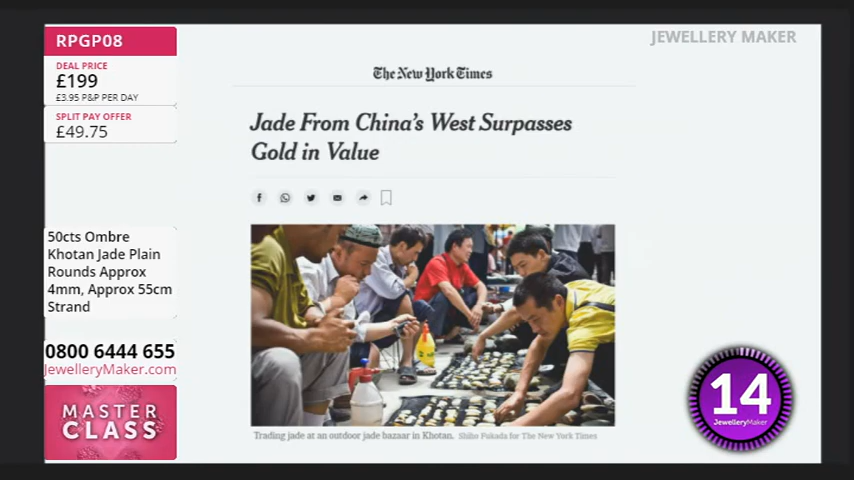 RPGP08
DEAL PRICE
£199
£3.95 P&P PER DAY
SPLIT PAY OFFER
£49.75
50cts Ombre
Khotan Jade Plain
Rounds Approx
4mm, Approx 55cm
Strand
0800 6444 655
JewelleryMaker.com
MASTER
CLASS
JEWELLERY MAKER
The New York Times
Jade From China's West Surpasses
Gold in Value
Trading jade at an outdoor jade bazaar in Khotan. Shiho Fukada for The New York Times
14
JewelleryMaker